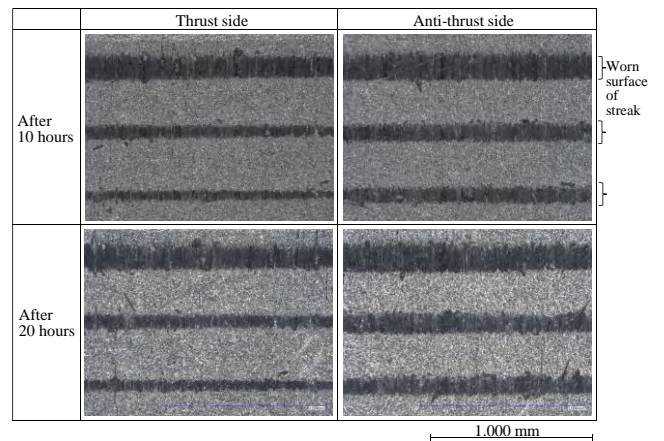 Thrust side
Anti-thrust side
After
10 hours
Worn
surface
of
streak
After
20 hours
1.000 mm